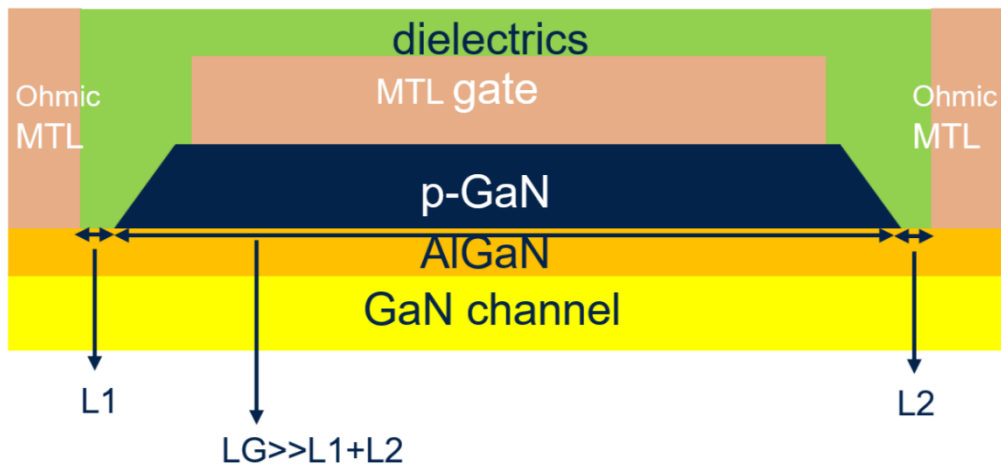 dielectrics
MTL gate
Ohmic
MTL
Ohmic
MTL
p-GaN
AlGaN
GaN channel
L1
L2
LG>>L1+L2